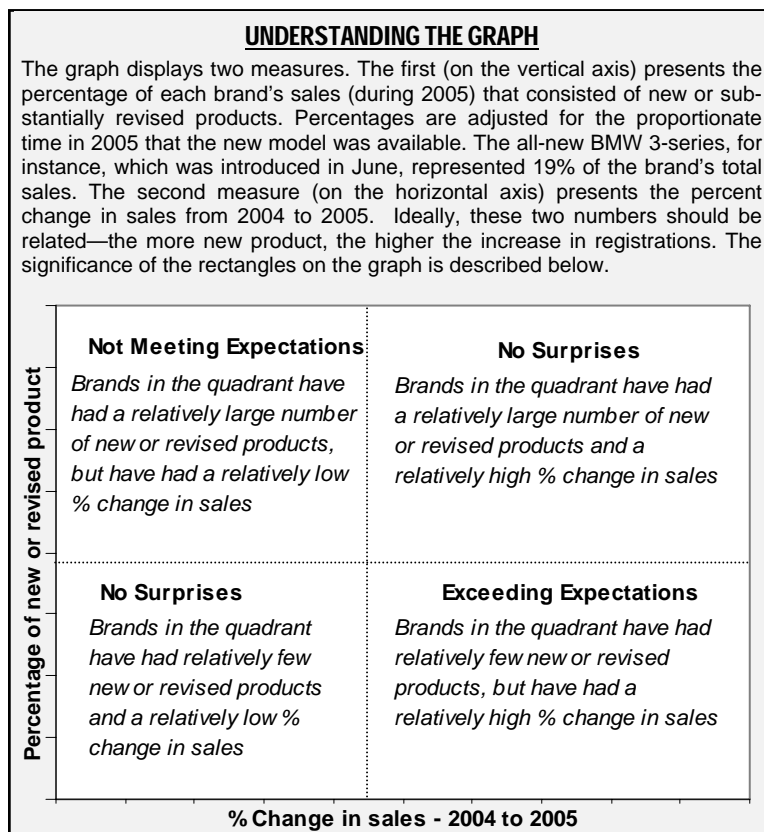 UNDERSTANDING THE GRAPH
The graph displays two measures. The first (on the vertical axis) presents the
percentage of each brand's sales (during 2005) that consisted of new or sub-
stantially revised products. Percentages are adjusted for the proportionate
time in 2005 that the new model was available. The all-new BMW 3-series, for
instance, which was introduced in June, represented 19% of the brand's total
sales. The second measure (on the horizontal axis) presents the percent
change in sales from 2004 to 2005. Ideally, these two numbers should be
related—the more new product, the higher the increase in registrations. The
significance of the rectangles on the graph is described below.
Percentage of new or revised product
Not Meeting Expectations
Brands in the quadrant have
had a relatively large number
of new or revised products,
but have had a relatively low
% change in sales
No Surprises
Brands in the quadrant have had
a relatively large number of new
or revised products and a
relatively high % change in sales
No Surprises
Brands in the quadrant
have had relatively few
new or revised products
and a relatively low %
change in sales
Exceeding Expectations
Brands in the quadrant have had
relatively few new or revised
products, but have had a
relatively high % change in sales
% Change in sales - 2004 to 2005